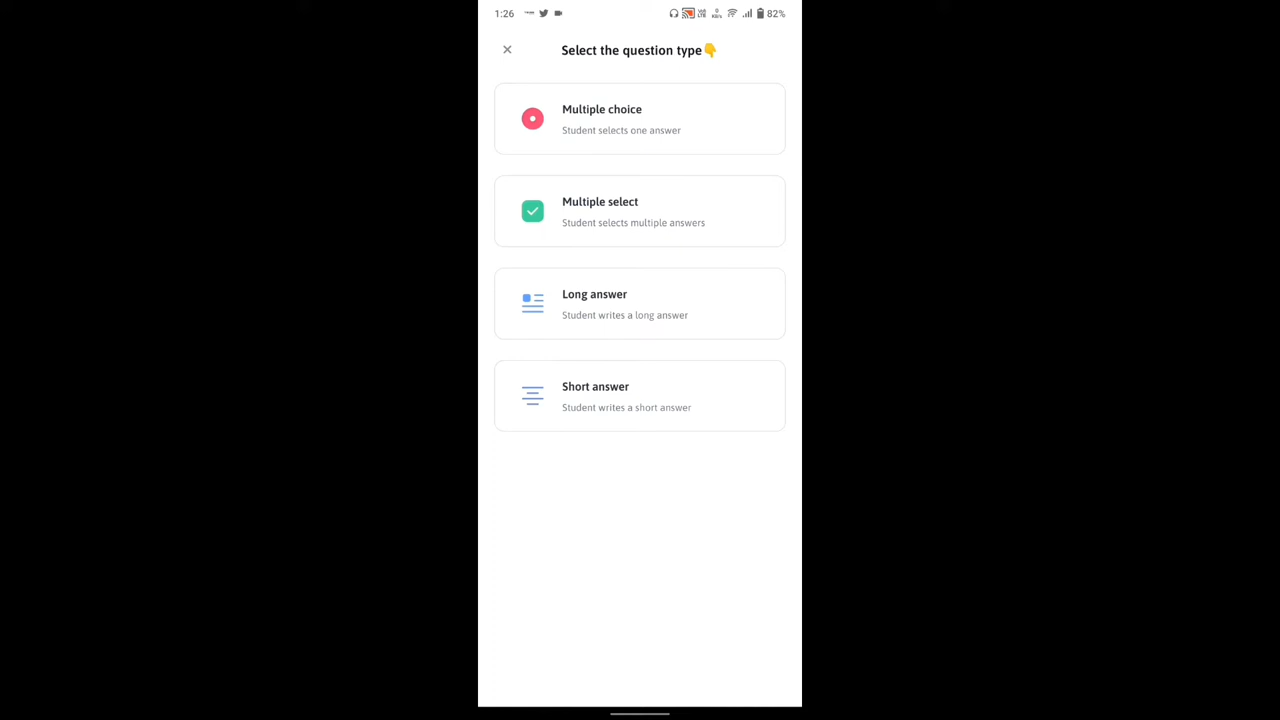 1:26 82%
Select the question type👇
Multiple choice
Student selects one answer
Multiple select
Student selects multiple answers
Long answer
Student writes a long answer
Short answer
Student writes a short answer